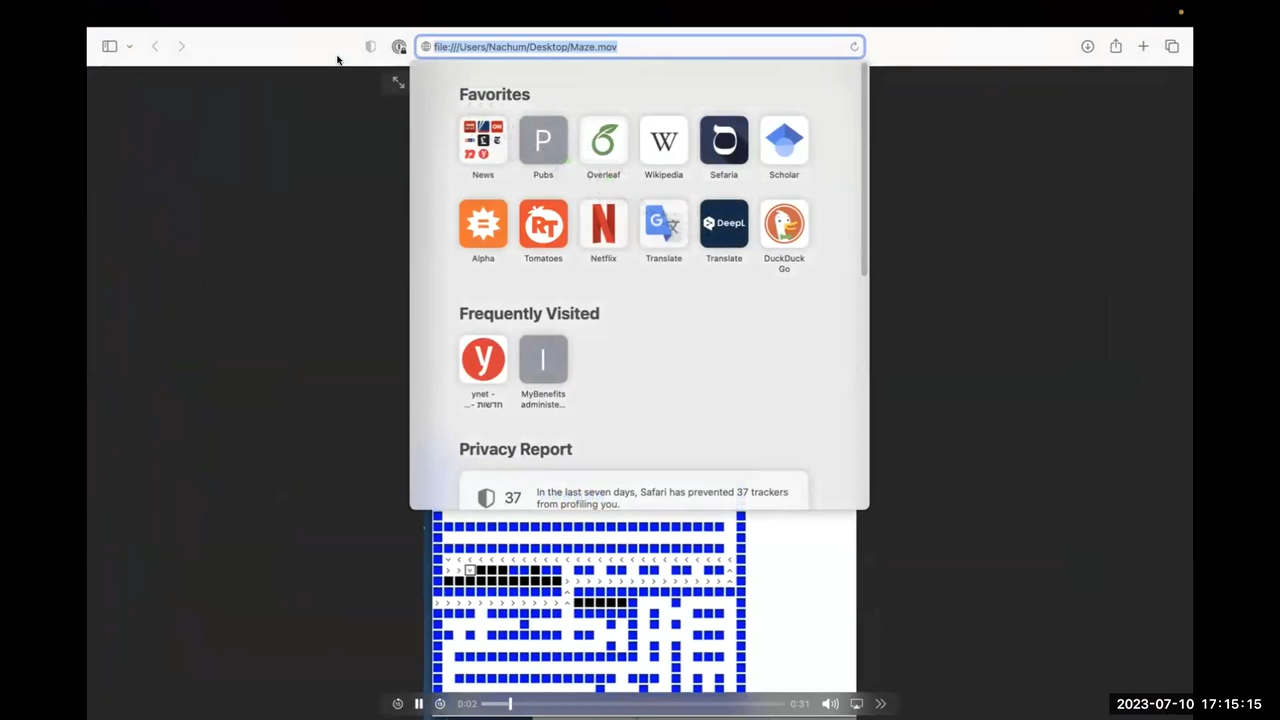 file:///Users/Nachum/Desktop/Maze.mov
Favorites
P
W
News
Pubs
Overleaf
Wikipedia
Sefaria
Scholar
RT
N
DeepL
Alpha
Tomatoes
Netflix
Translate
Translate
DuckDuck
Go
Frequently Visited
y
I
ynet -
חדשות -...
MyBenefits
administe...
Privacy Report
37
In the last seven days, Safari has prevented 37 trackers
from profiling you.
0:02
0:31
2023-07-10 17:15:15